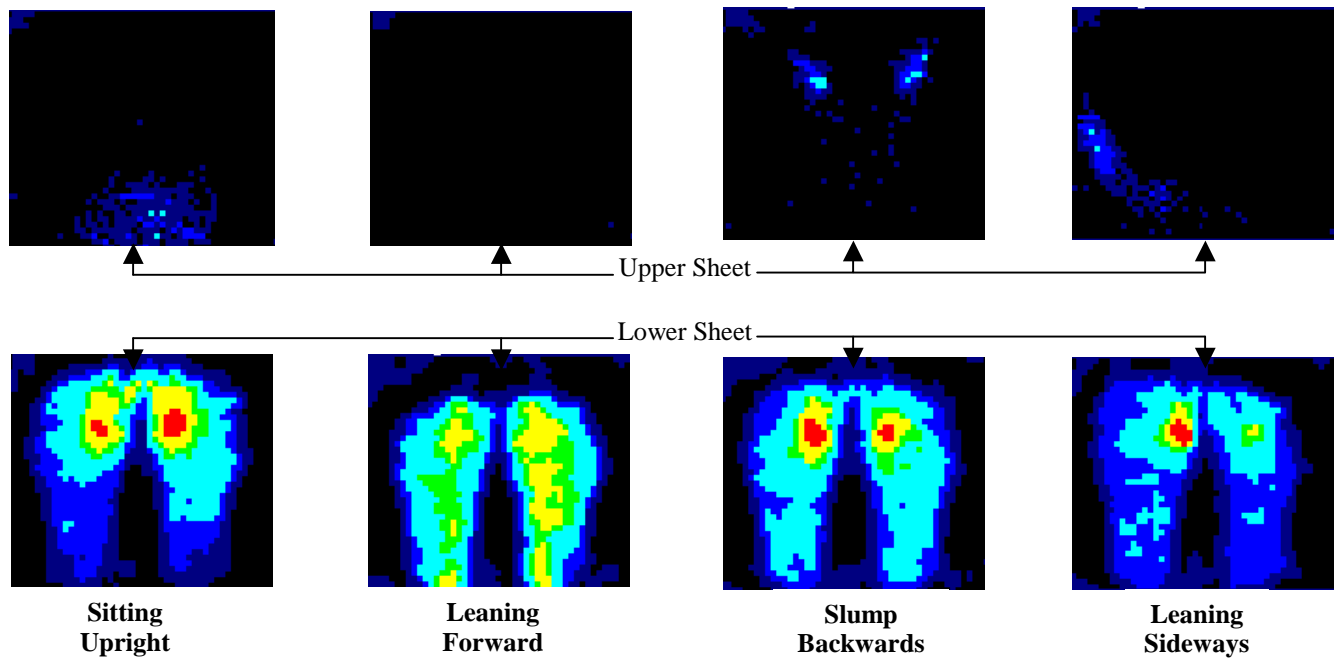 Upper Sheet
Lower Sheet
Sitting
Upright
Leaning
Forward
Slump
Backwards
Leaning
Sideways